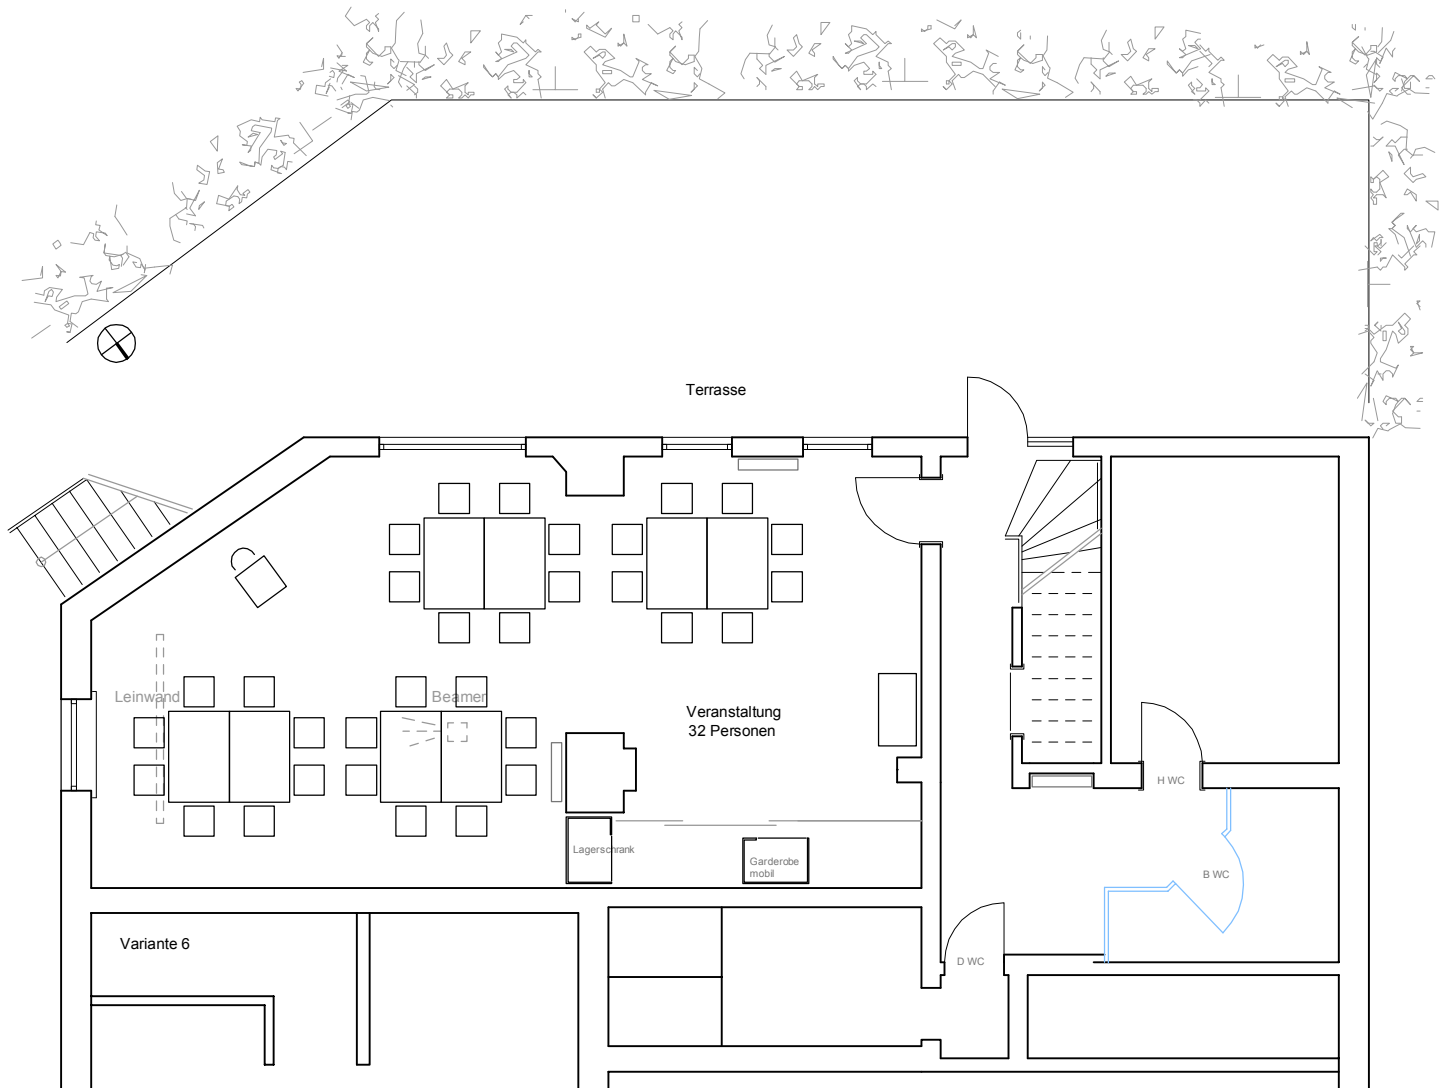 Terrasse
Leinwand
Beamer
Veranstaltung
32 Personen
H WC
Lagerschrank
Garderobe
mobil
B WC
Variante 6
D WC